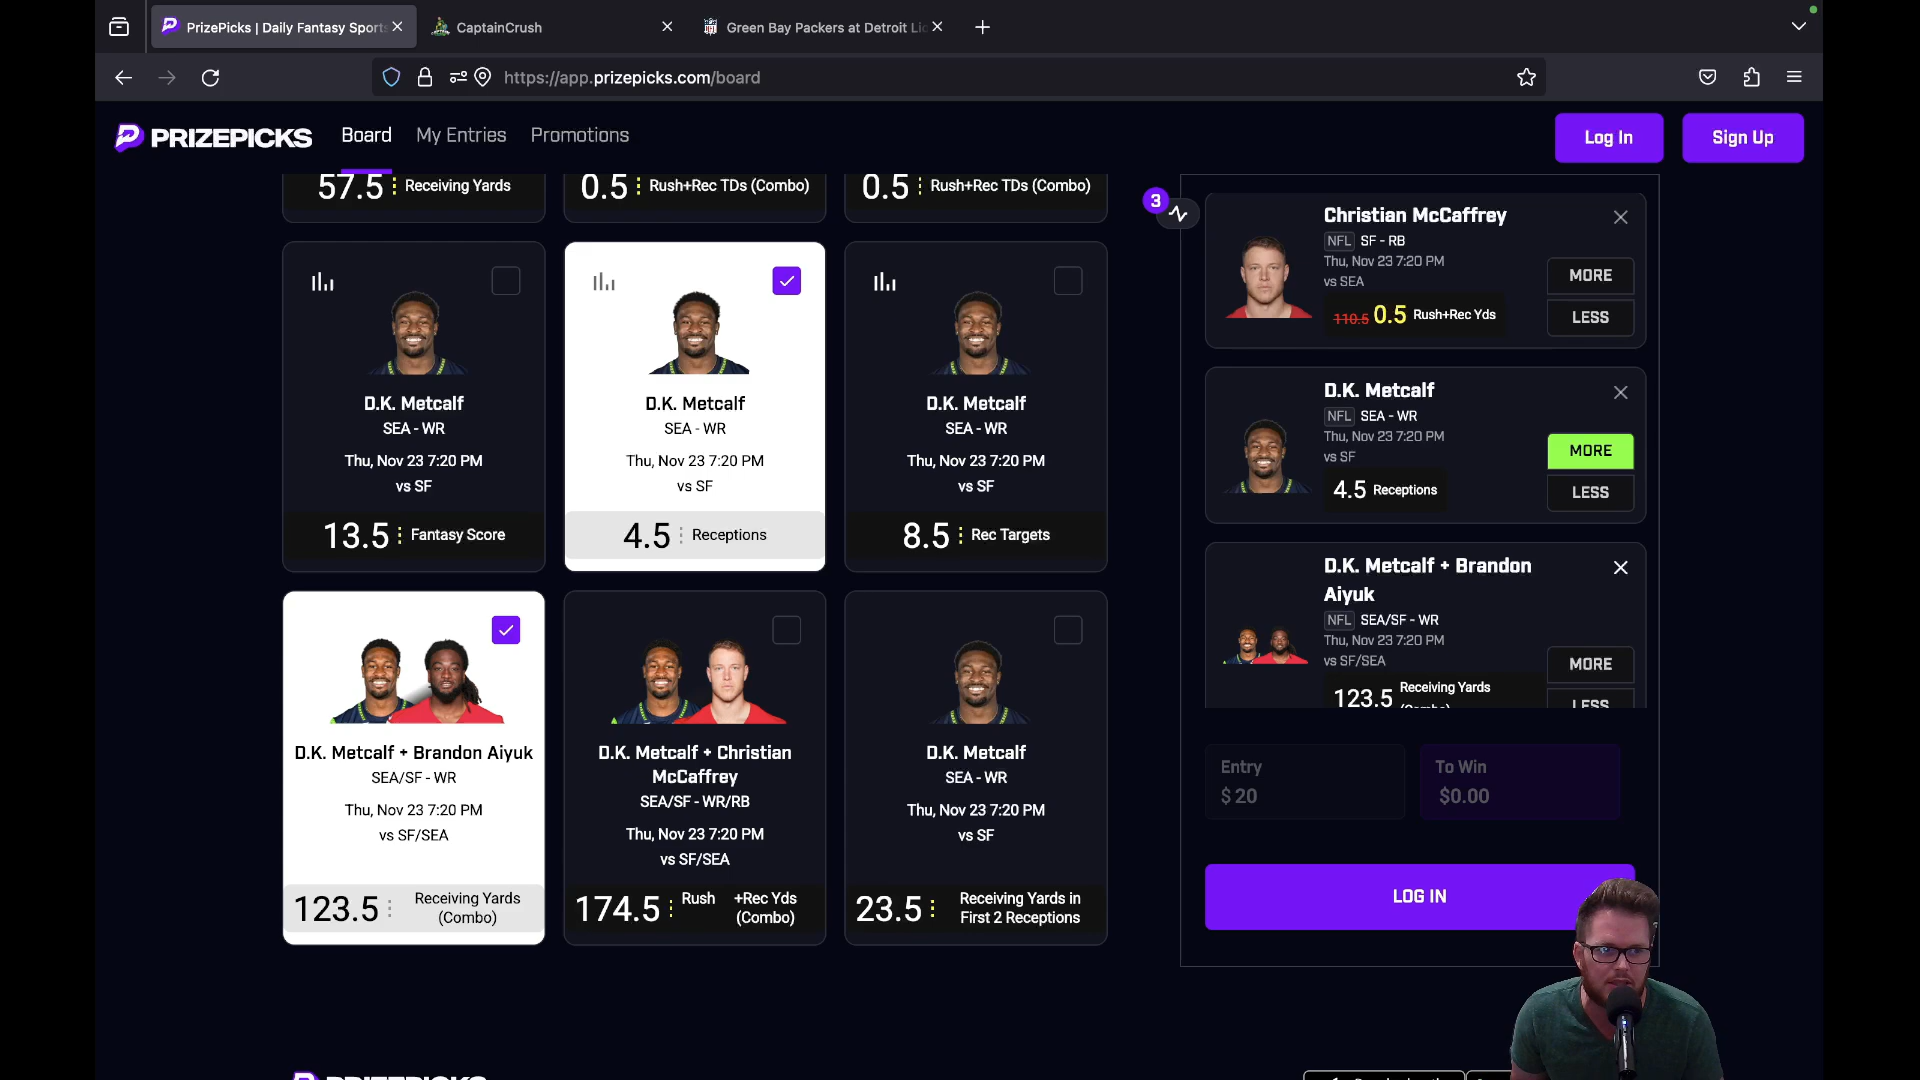 PrizePicks | Daily Fantasy Sports
CaptainCrush
Green Bay Packers at Detroit Li
https://app.prizepicks.com/board
PRIZEPICKS
Board
My Entries
Promotions
Log In
Sign Up
57.5 Receiving Yards
0.5 Rush+Rec TDs (Combo)
0.5 Rush+Rec TDs (Combo)
D.K. Metcalf
SEA - WR
Thu, Nov 23 7:20 PM
vs SF
13.5 Fantasy Score
D.K. Metcalf
SEA - WR
Thu, Nov 23 7:20 PM
vs SF
4.5 Receptions
D.K. Metcalf
SEA - WR
Thu, Nov 23 7:20 PM
vs SF
8.5 Rec Targets
D.K. Metcalf + Brandon Aiyuk
SEA/SF - WR
Thu, Nov 23 7:20 PM
vs SF/SEA
123.5 Receiving Yards
(Combo)
D.K. Metcalf + Christian
McCaffrey
SEA/SF - WR/RB
Thu, Nov 23 7:20 PM
vs SF/SEA
174.5 Rush +Rec Yds
(Combo)
D.K. Metcalf
SEA - WR
Thu, Nov 23 7:20 PM
vs SF
23.5 Receiving Yards in
First 2 Receptions
3
Christian McCaffrey
NFL SF - RB
Thu, Nov 23 7:20 PM
vs SEA
110.5 0.5 Rush+Rec Yds
MORE
LESS
D.K. Metcalf
NFL SEA - WR
Thu, Nov 23 7:20 PM
vs SF
4.5 Receptions
MORE
LESS
D.K. Metcalf + Brandon
Aiyuk
NFL SEA/SF - WR
Thu, Nov 23 7:20 PM
vs SF/SEA
123.5 Receiving Yards
(Combo)
MORE
LESS
Entry
$ 20
To Win
$0.00
LOG IN
PRIZEPICKS